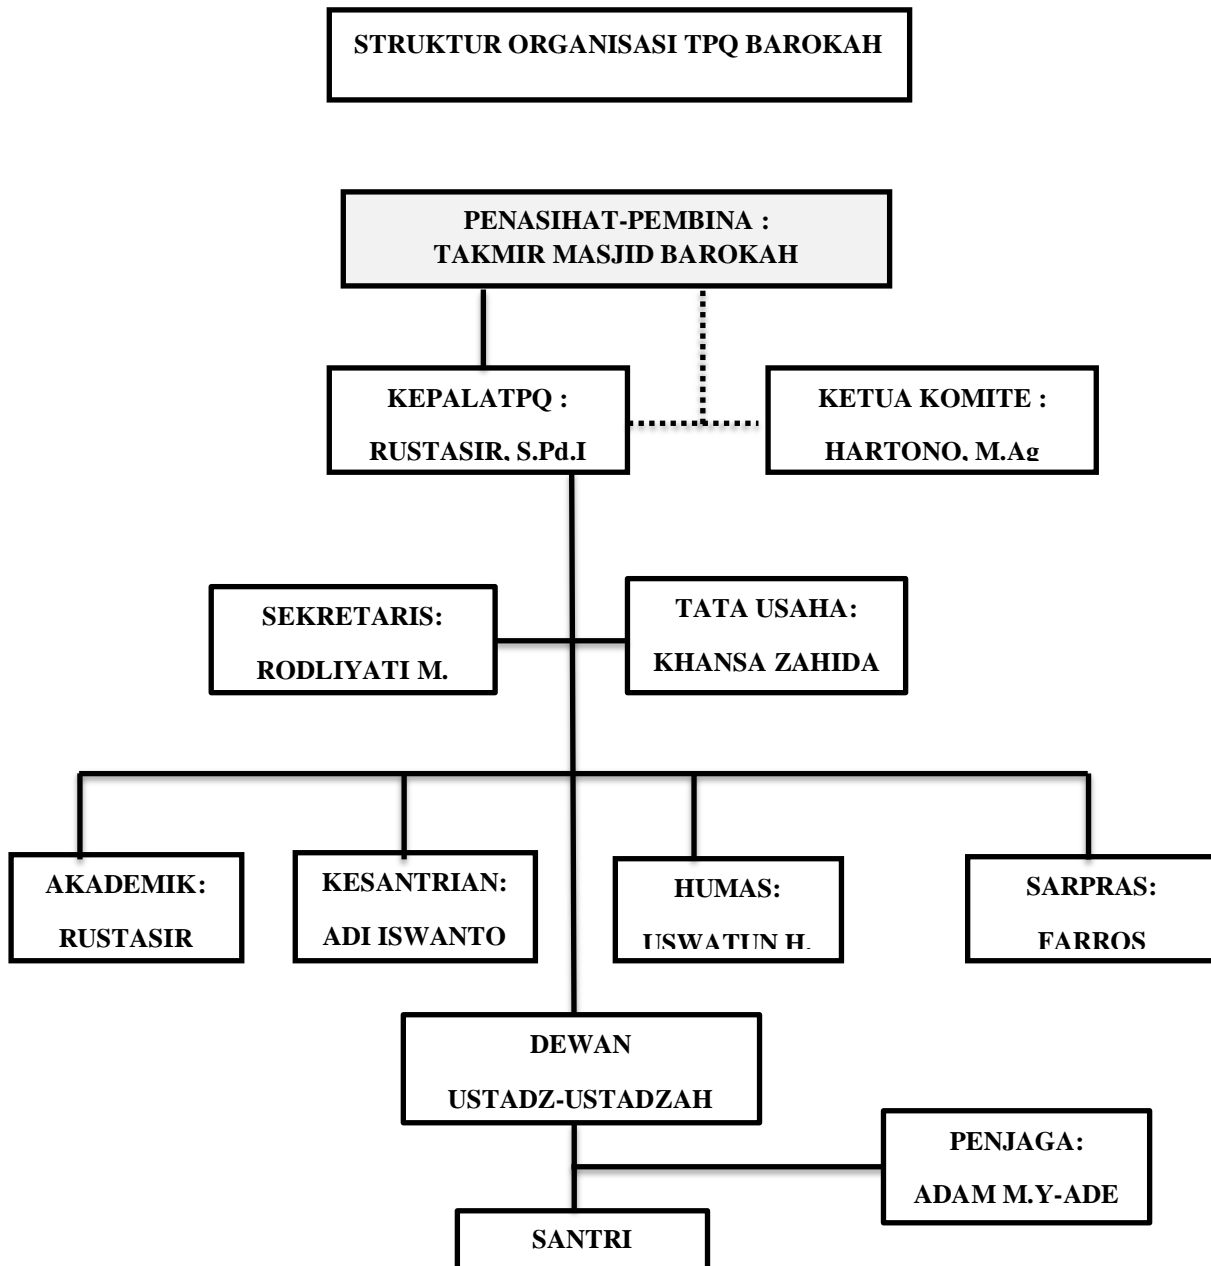 STRUKTUR ORGANISASI TPQ BAROKAH
PENASIHAT-PEMBINA :
TAKMIR MASJID BAROKAH
KEPALATPQ :
RUSTASIR, S.Pd.I
KETUA KOMITE :
HARTONO, M.Ag
SEKRETARIS:
RODLIYATI M.
TATA USAHA:
KHANSA ZAHIDA
AKADEMIK:
RUSTASIR
KESANTRIAN:
ADI ISWANTO
HUMAS:
USWATUN H.
SARPRAS:
FARROS
DEWAN
USTADZ-USTADZAH
PENJAGA:
ADAM M.Y-ADE
SANTRI